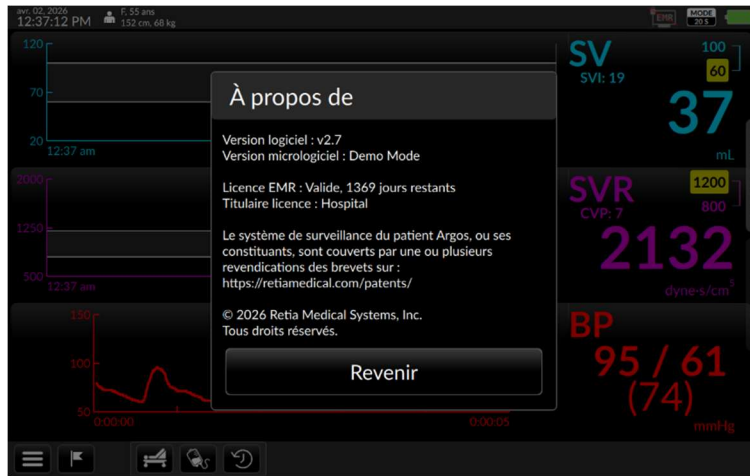 avr. 02, 2026
12:37:12 PM
F, 55 ans
152 cm, 68 kg
EMR
MODE
20 S
120
70
20
12:37 am
SV
SVI: 19
100
60
37
mL
À propos de
Version logiciel : v2.7
Version micrologiciel : Demo Mode
Licence EMR : Valide, 1369 jours restants
Titulaire licence : Hospital
Le système de surveillance du patient Argos, ou ses
constituants, sont couverts par une ou plusieurs
revendications des brevets sur :
https://retiamedical.com/patents/
© 2026 Retia Medical Systems, Inc.
Tous droits réservés.
Revenir
2000
1250
500
12:37 am
SVR
CVP: 7
1200
800
2132
dyne-s/cm⁵
150
100
50
0:00:00
0:00:05
BP
95 / 61
(74)
mmHg